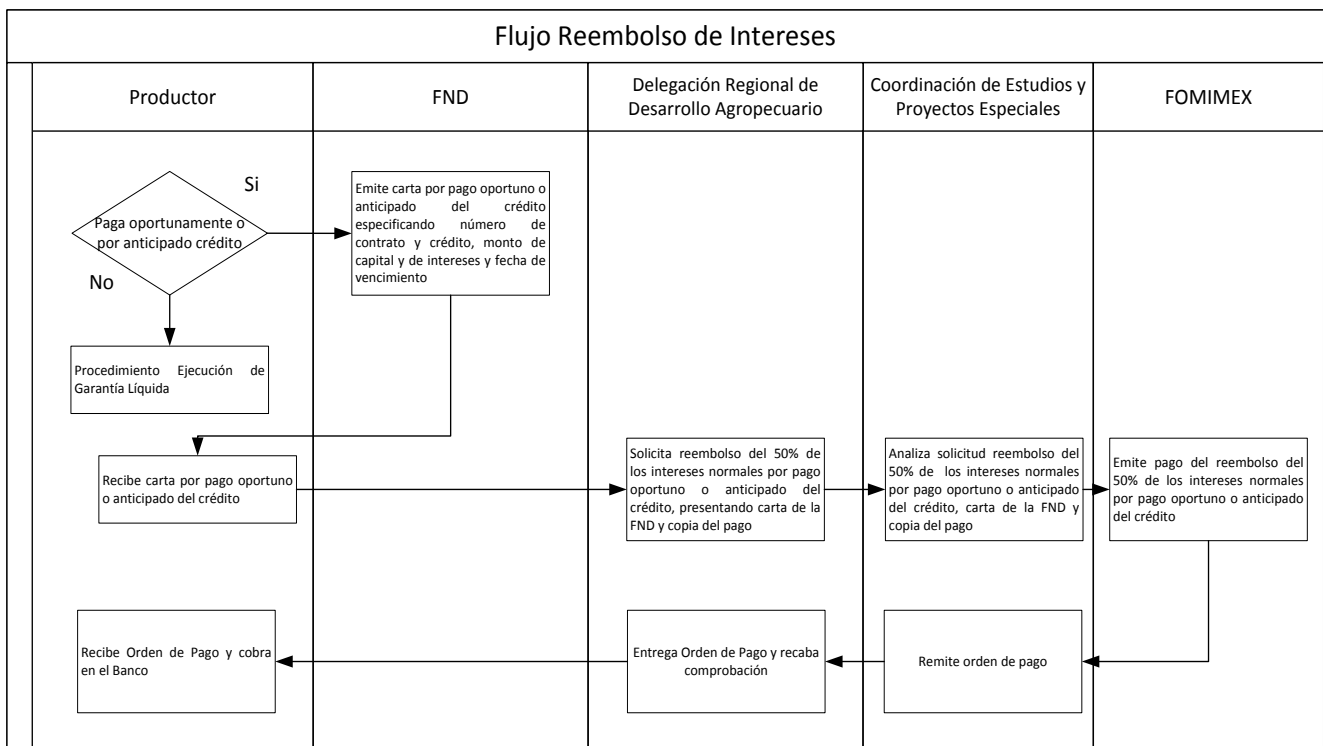 Flujo Reembolso de Intereses
Productor
FND
Delegación Regional de
Desarrollo Agropecuario
Coordinación de Estudios y
Proyectos Especiales
FOMIMEX
Paga oportunamente o
por anticipado crédito
Si
No
Emite carta por pago oportuno o
anticipado del crédito
especificando número de
contrato y crédito, monto de
capital y de intereses y fecha de
vencimiento
Procedimiento Ejecución de
Garantía Líquida
Recibe carta por pago oportuno
o anticipado del crédito
Solicita reembolso del 50% de
los intereses normales por pago
oportuno o anticipado del
crédito, presentando carta de la
FND y copia del pago
Analiza solicitud reembolso del
50% de los intereses normales
por pago oportuno o anticipado
del crédito, carta de la FND y
copia del pago
Emite pago del reembolso del
50% de los intereses normales
por pago oportuno o anticipado
del crédito
Recibe Orden de Pago y cobra
en el Banco
Entrega Orden de Pago y recaba
comprobación
Remite orden de pago